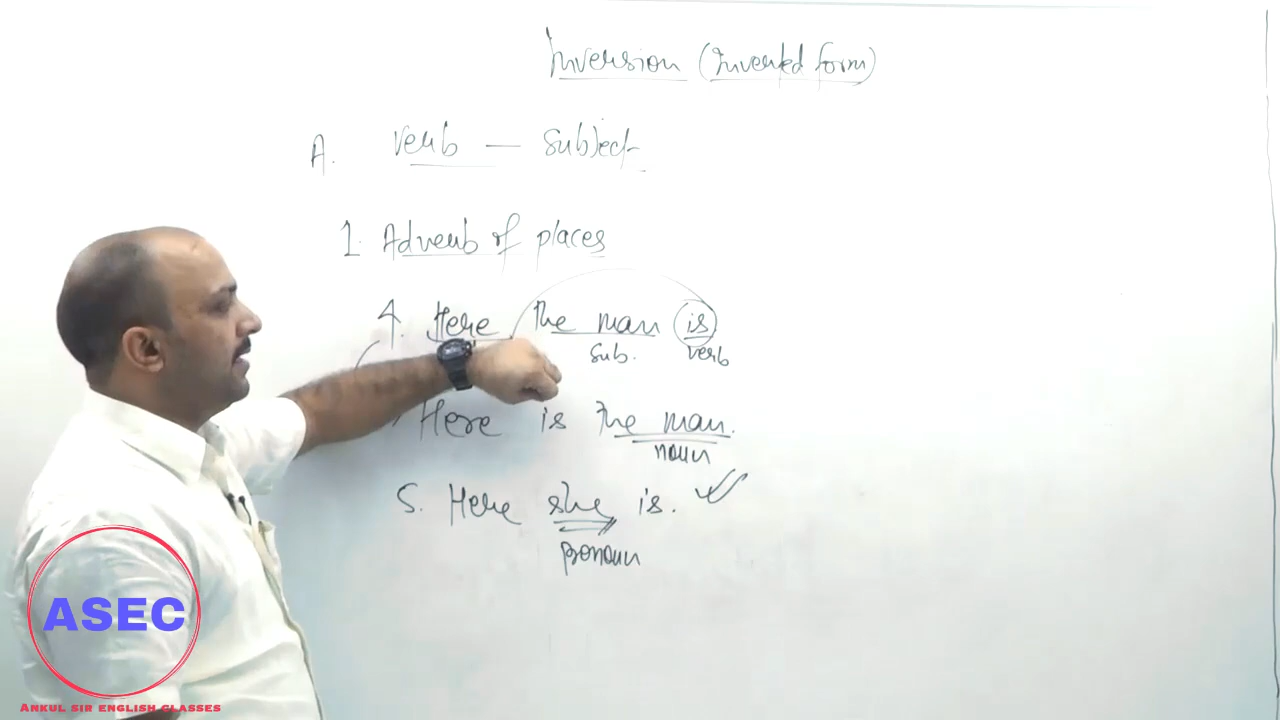 Inversion (Inverted form)
A. verb — subject
1. Adverb of places
4. Here the man is
sub. verb
Here is the man.
noun
5. Here she is.
pronoun
ASEC
ANKUL SIR ENGLISH CLASSES